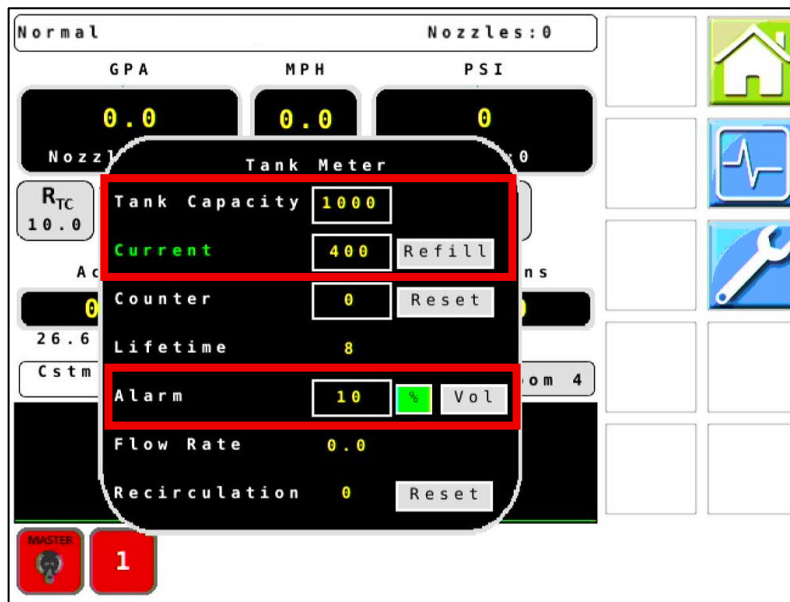 Normal Nozzles:0
GPA MPH PSI
0.0 0.0 0
Nozzl :0
Tank Meter
RTC
10.0
Tank Capacity 1000
Current 400 Refill
Ac ns
Counter 0 Reset
0
26.6
Lifetime 8
Cstm
Alarm 10 % Vol
oom 4
Flow Rate 0.0
Recirculation 0 Reset
MASTER
1